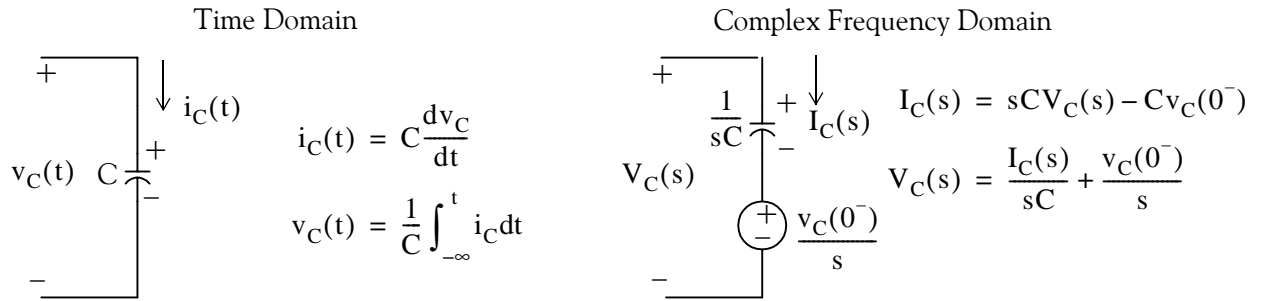 Time Domain
+
i_C(t)
v_C(t)
C
+
−
−
i_C(t) = C dv_C/dt
v_C(t) = 1/C ∫_{−∞}^{t} i_C dt
Complex Frequency Domain
+
1/sC
+
−
I_C(s)
V_C(s)
+
−
v_C(0⁻)/s
−
I_C(s) = sCV_C(s) − Cv_C(0⁻)
V_C(s) = I_C(s)/sC + v_C(0⁻)/s